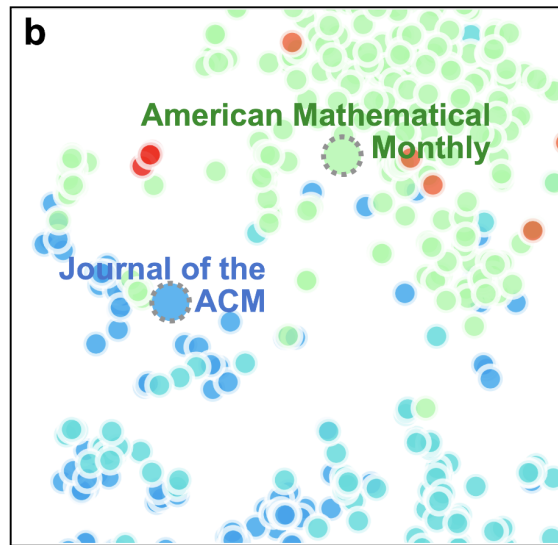 b
American Mathematical
Monthly
Journal of the
ACM